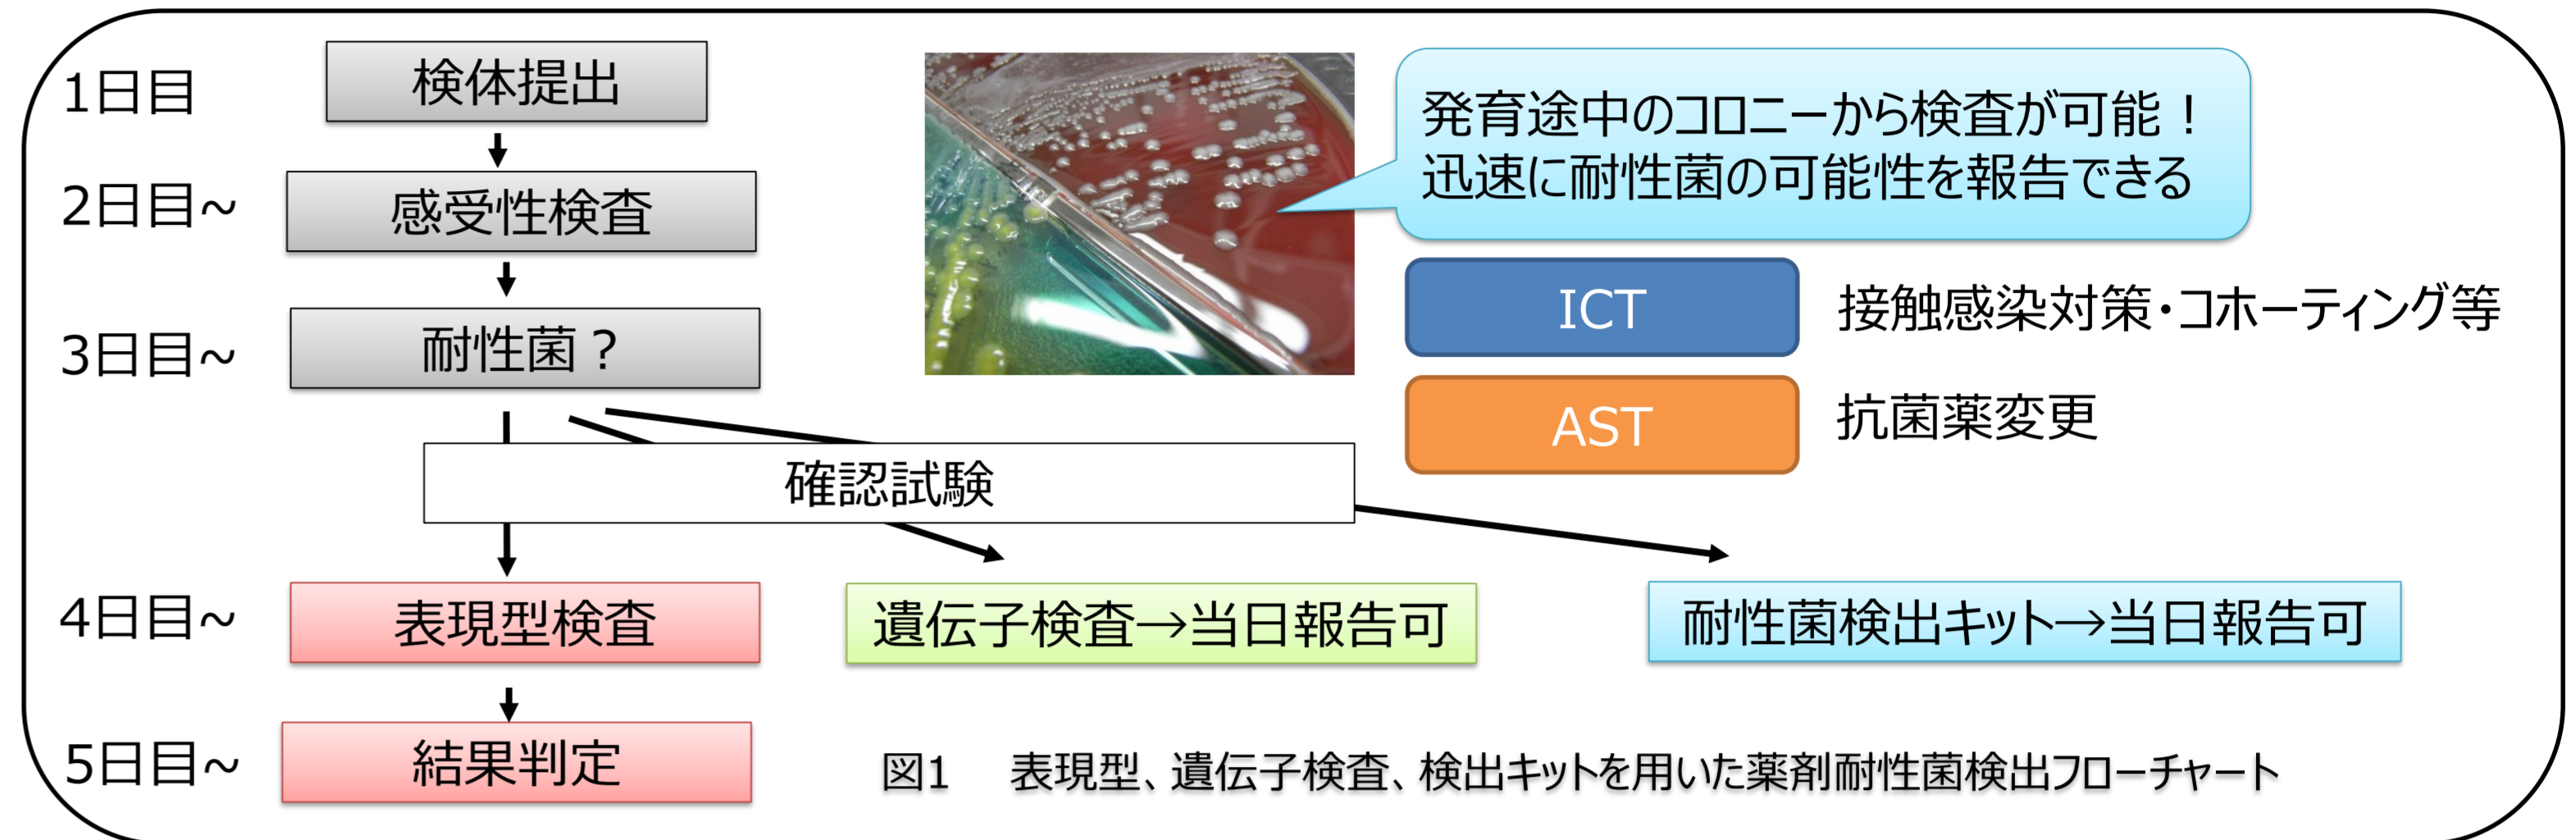 1日目
検体提出
発育途中のコロニーから検査が可能！
迅速に耐性菌の可能性を報告できる
2日目~
感受性検査
ICT
接触感染対策・コホーティング等
3日目~
耐性菌？
AST
抗菌薬変更
確認試験
4日目~
表現型検査
遺伝子検査→当日報告可
耐性菌検出キット→当日報告可
5日目~
結果判定
図1 表現型、遺伝子検査、検出キットを用いた薬剤耐性菌検出フローチャート